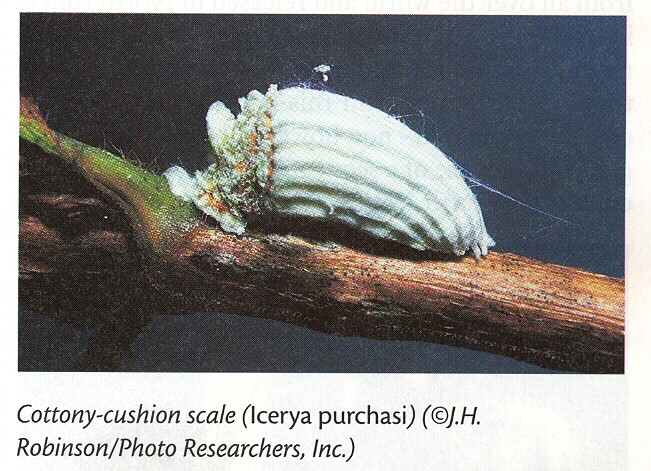 Cottony-cushion scale (Icerya purchasi) (©J.H.
Robinson/Photo Researchers, Inc.)